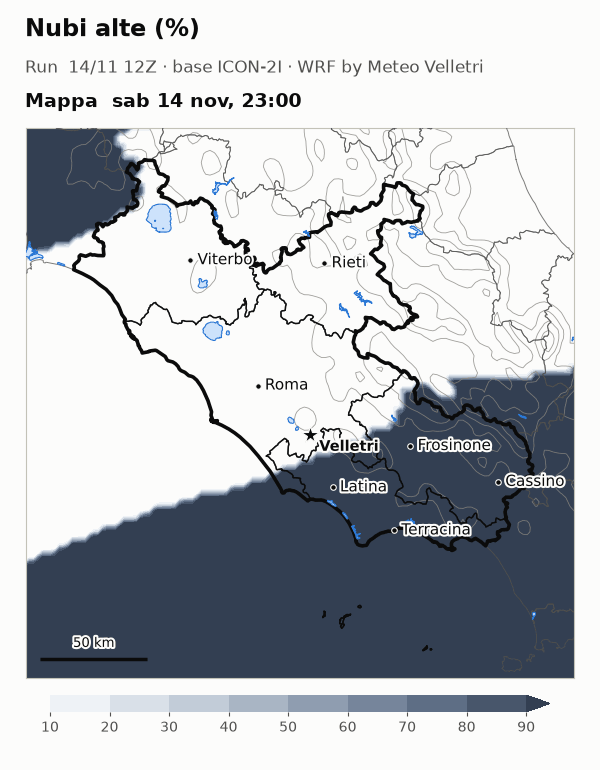 Nubi alte (%)
Run 14/11 12Z · base ICON-2I · WRF by Meteo Velletri
Mappa sab 14 nov, 23:00
Viterbo
Rieti
Roma
Velletri
Frosinone
Cassino
Latina
Terracina
50 km
10 20 30 40 50 60 70 80 90